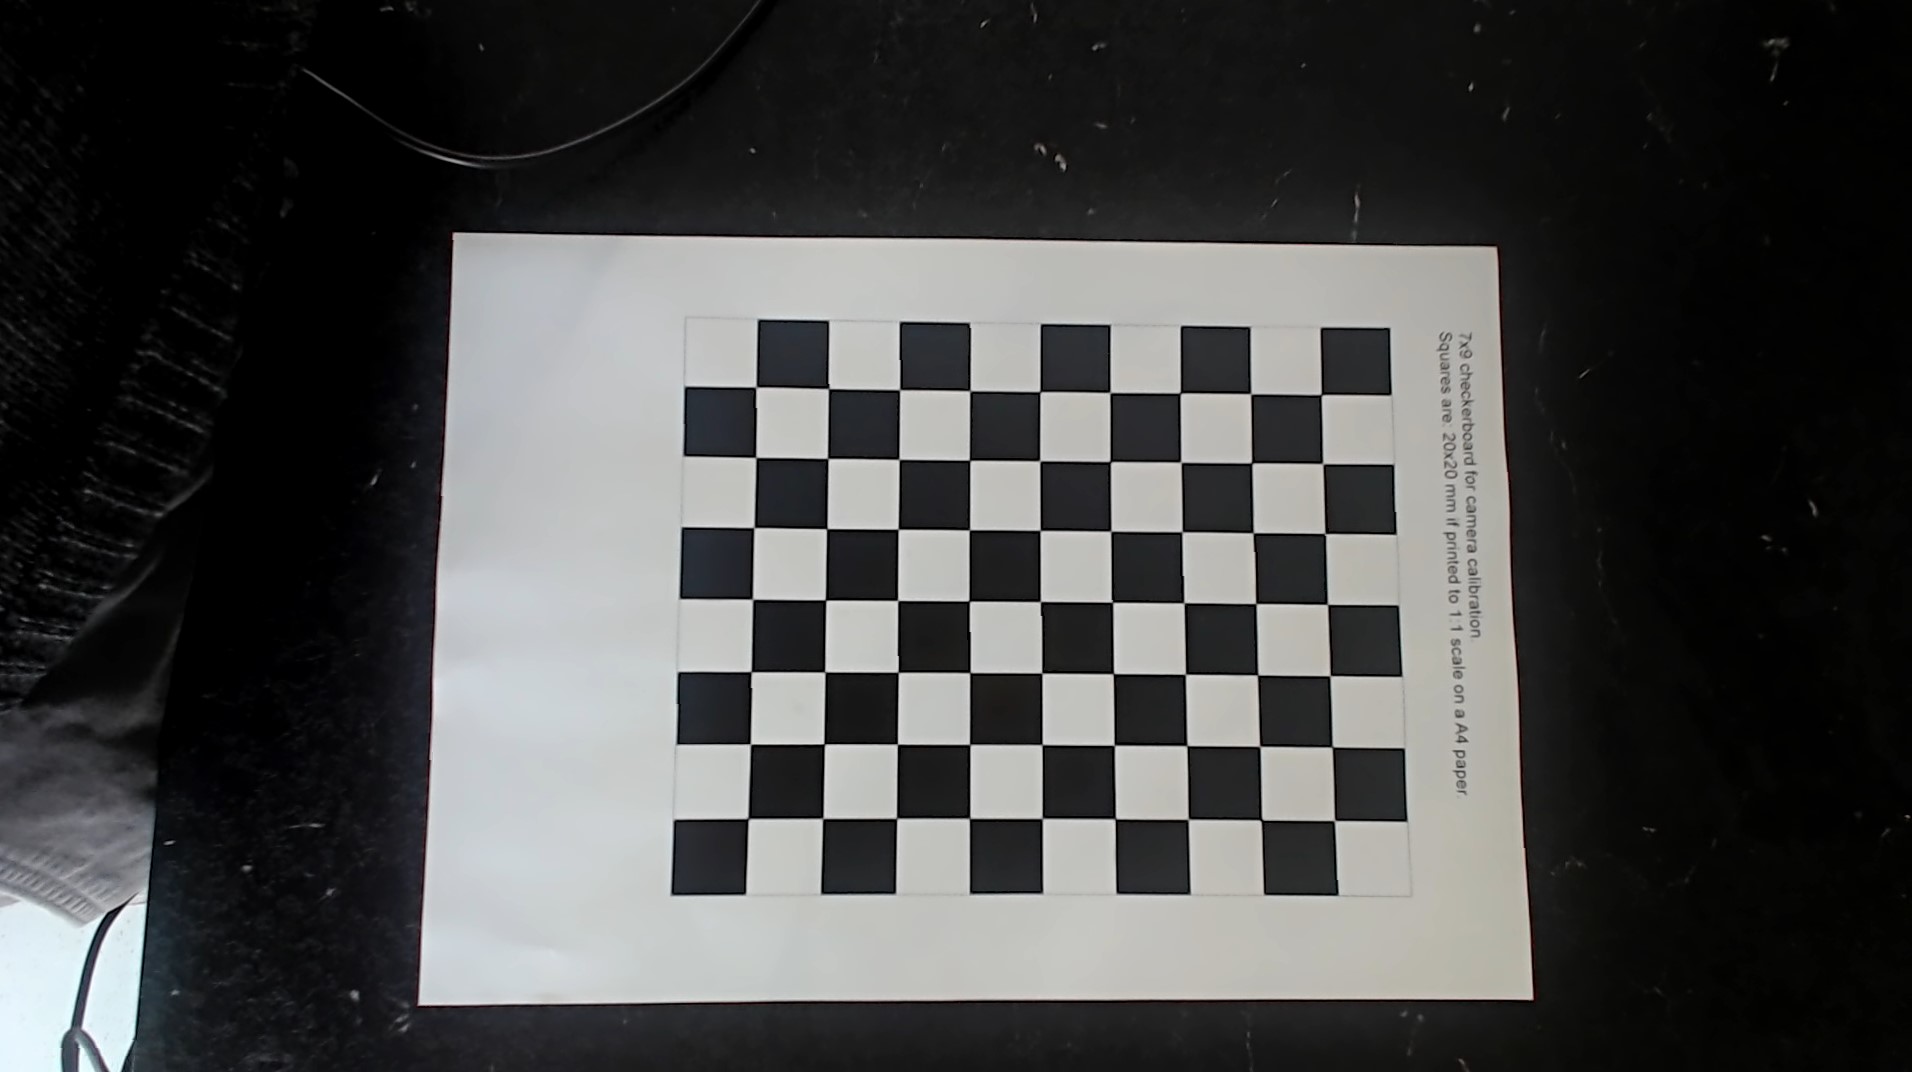 7x9 checkerboard for camera calibration.
Squares are: 20x20 mm if printed to 1:1 scale on a A4 paper.